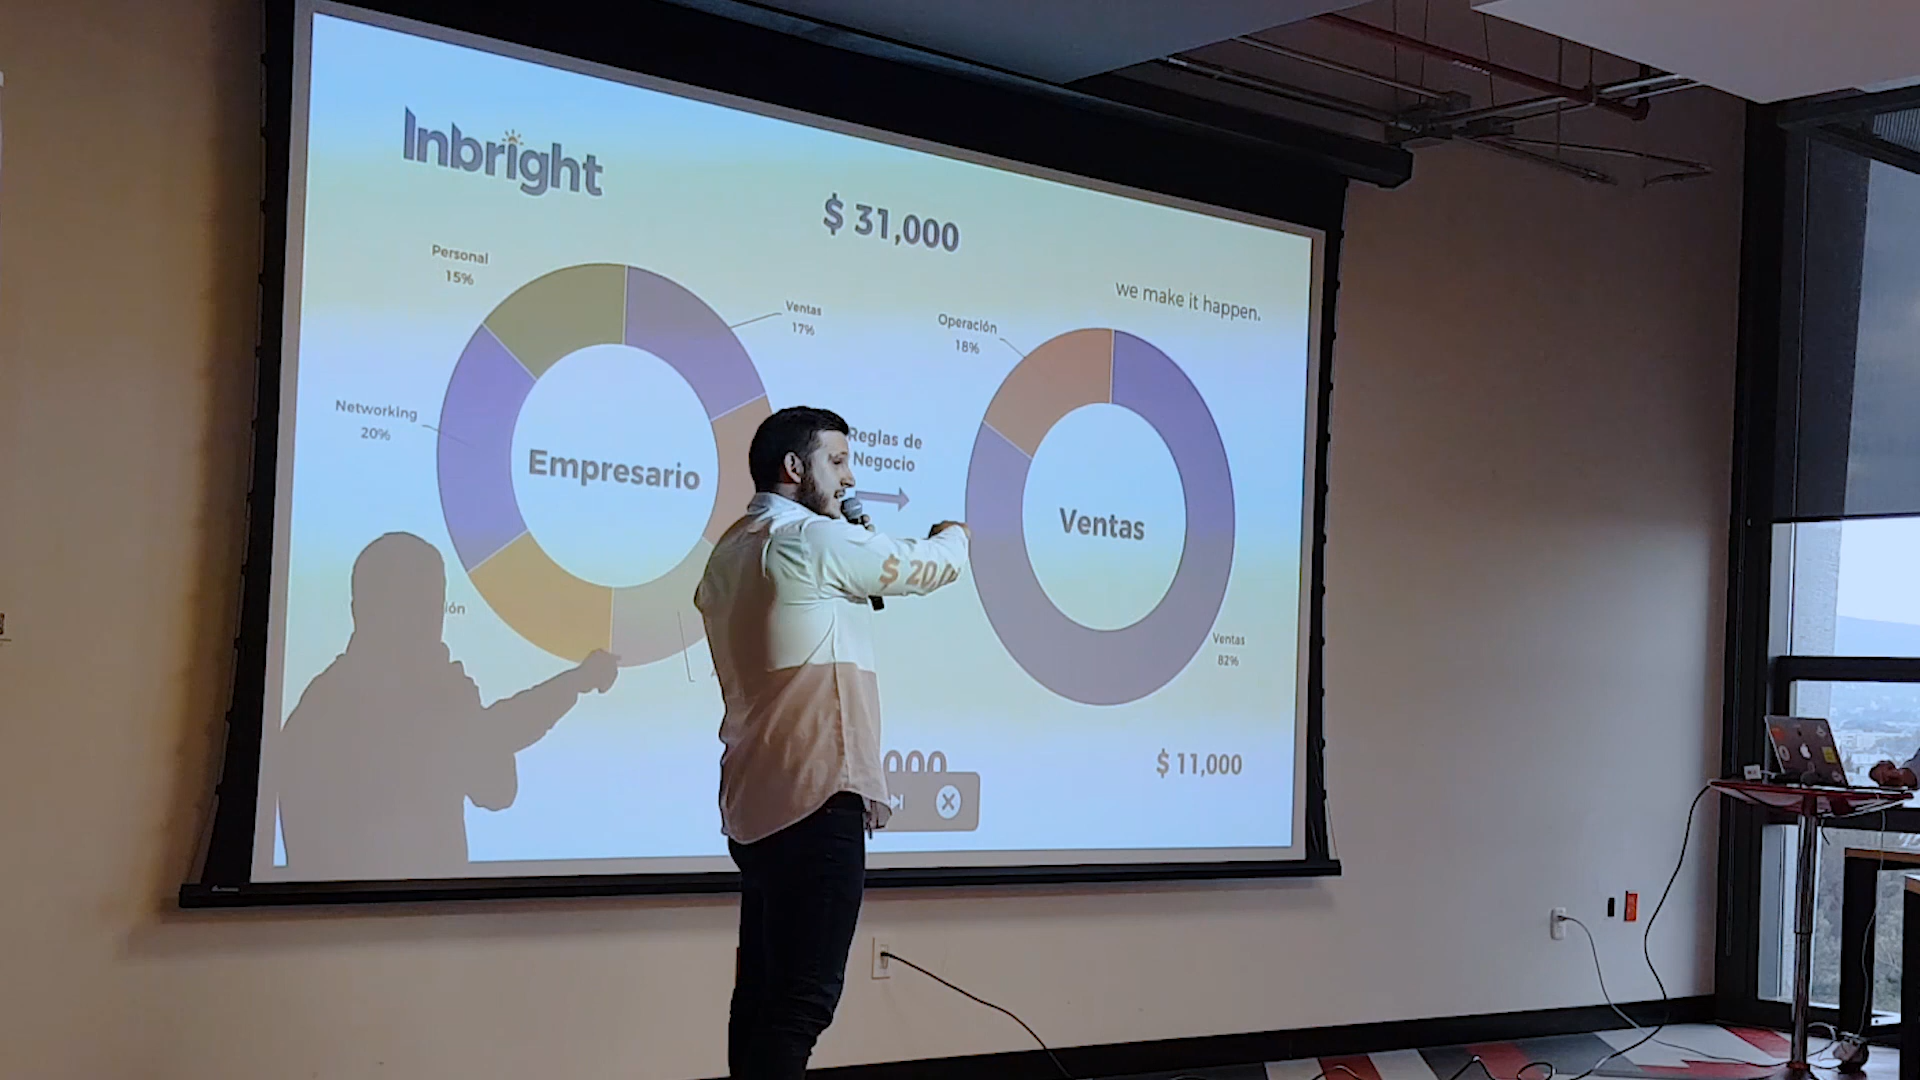 Inbright
$ 31,000
we make it happen.
Personal
15%
Ventas
17%
Operación
18%
Networking
20%
Reglas de
Negocio
Empresario
Ventas
Ventas
82%
$ 11,000